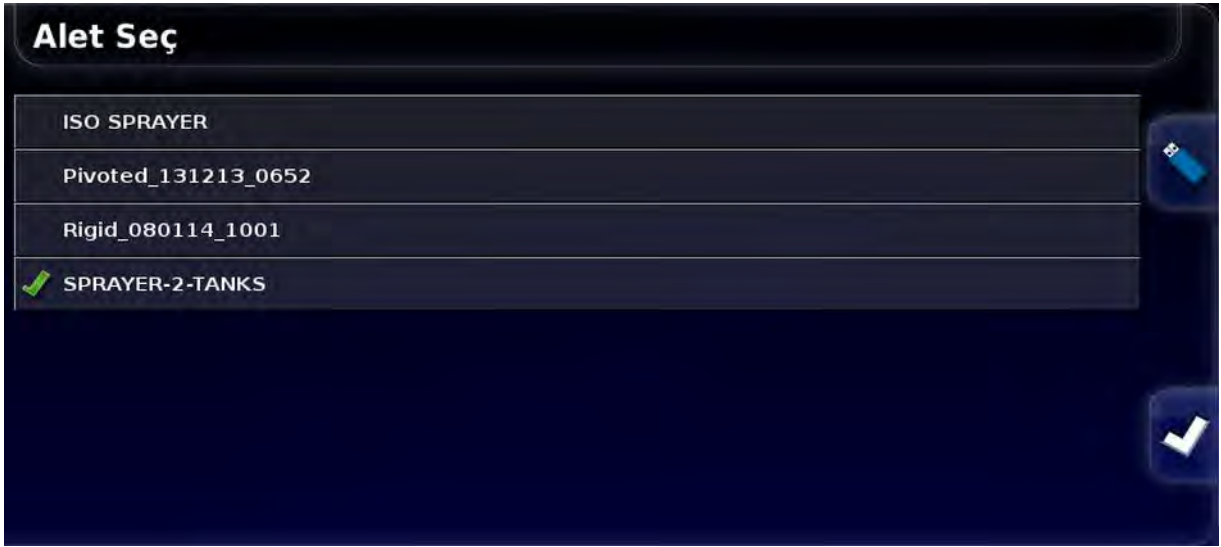 Alet Seç
ISO SPRAYER
Pivoted_131213_0652
Rigid_080114_1001
SPRAYER-2-TANKS